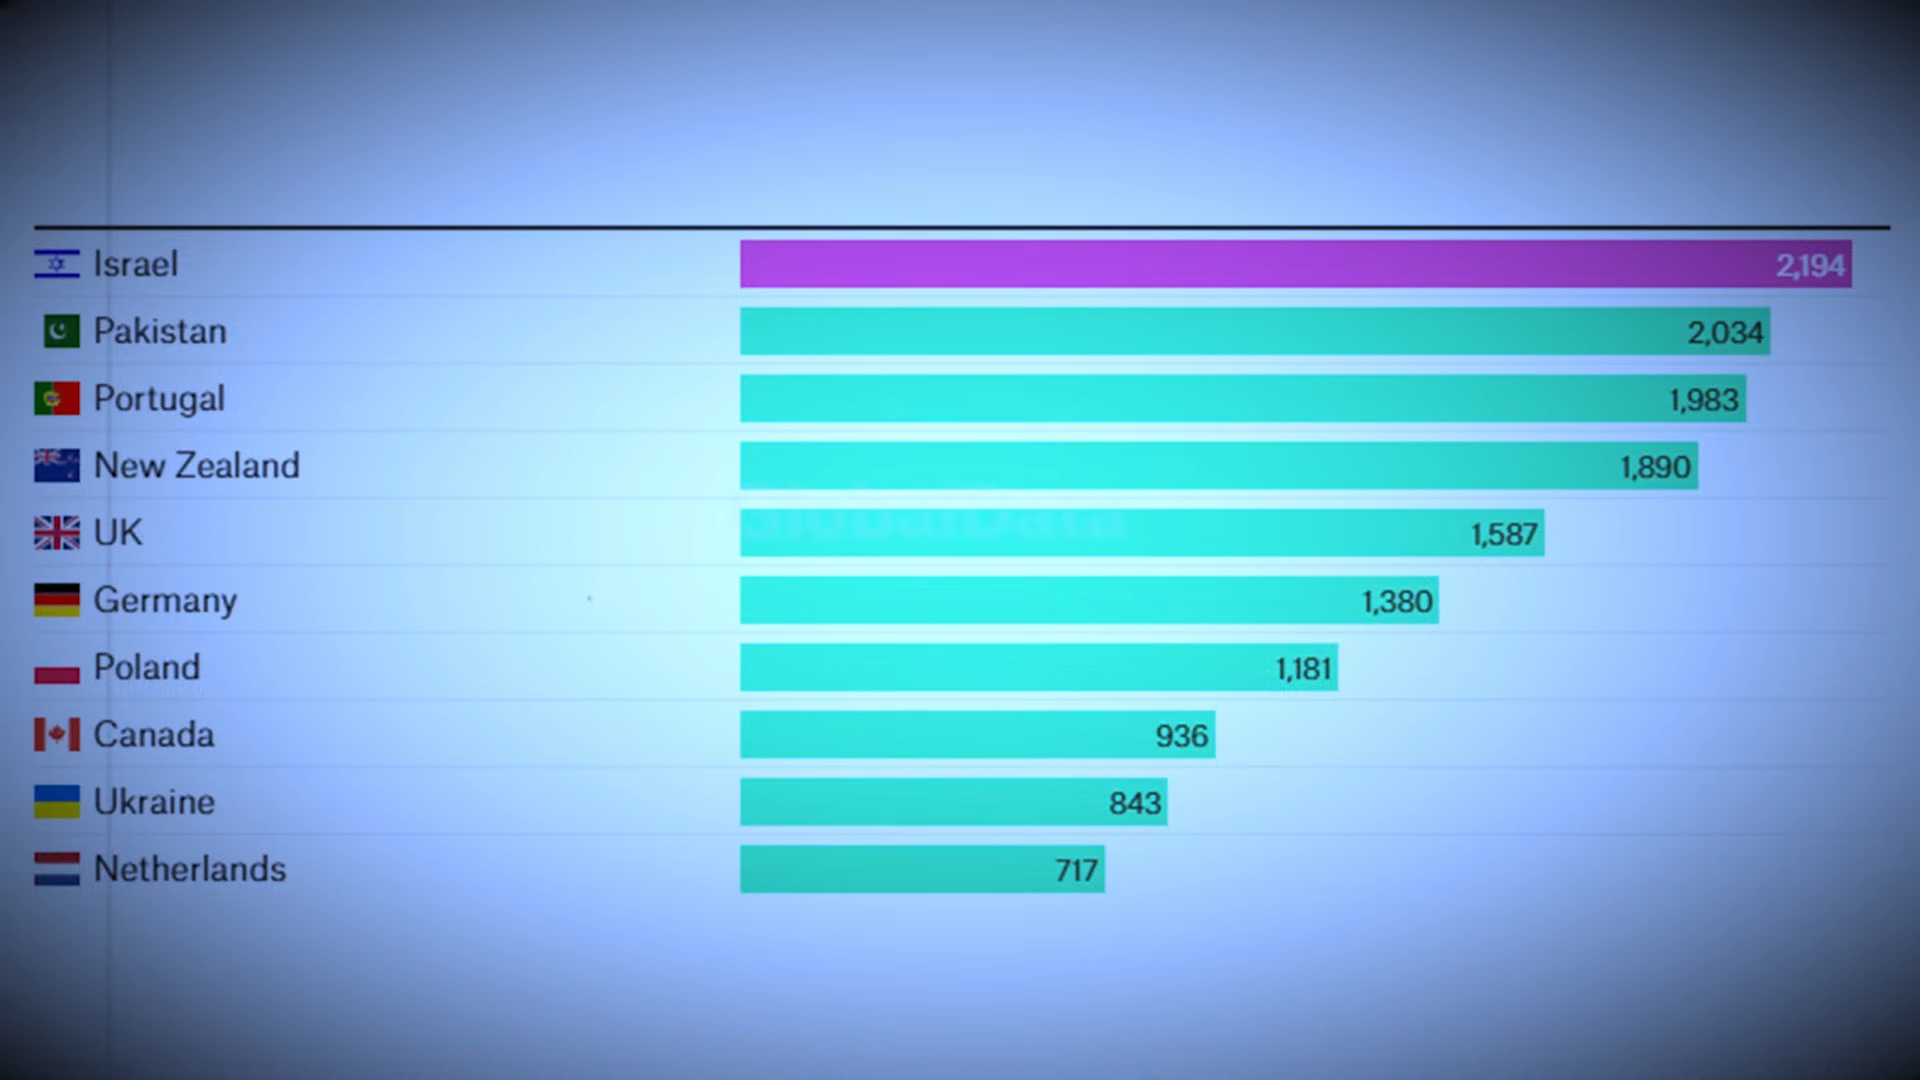 Israel 2,194
Pakistan 2,034
Portugal 1,983
New Zealand 1,890
GlobalData
UK 1,587
Germany 1,380
Poland 1,181
Canada 936
Ukraine 843
Netherlands 717